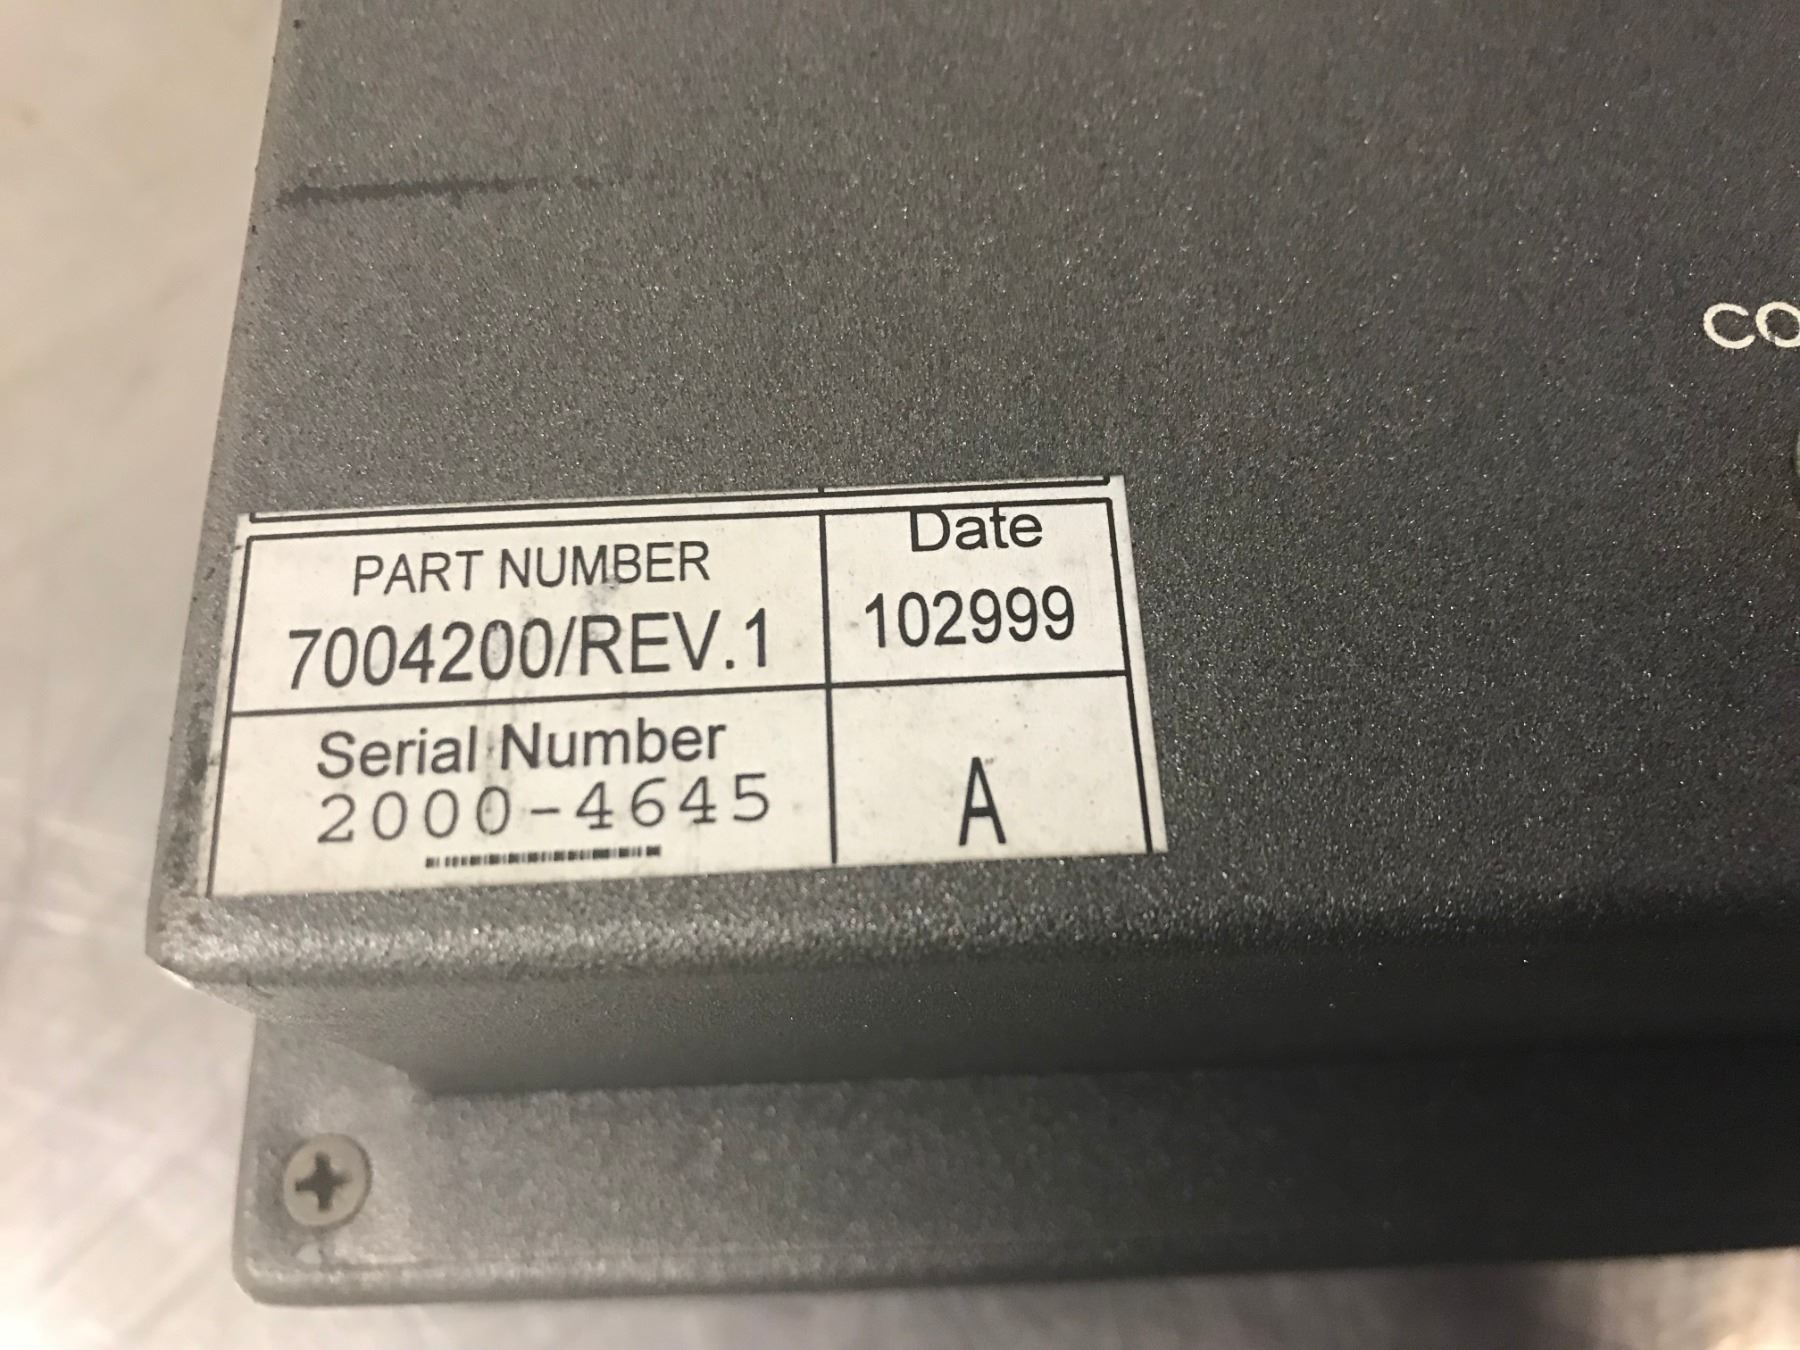 CO
PART NUMBER
7004200/REV.1
Date
102999
Serial Number
2000-4645
A